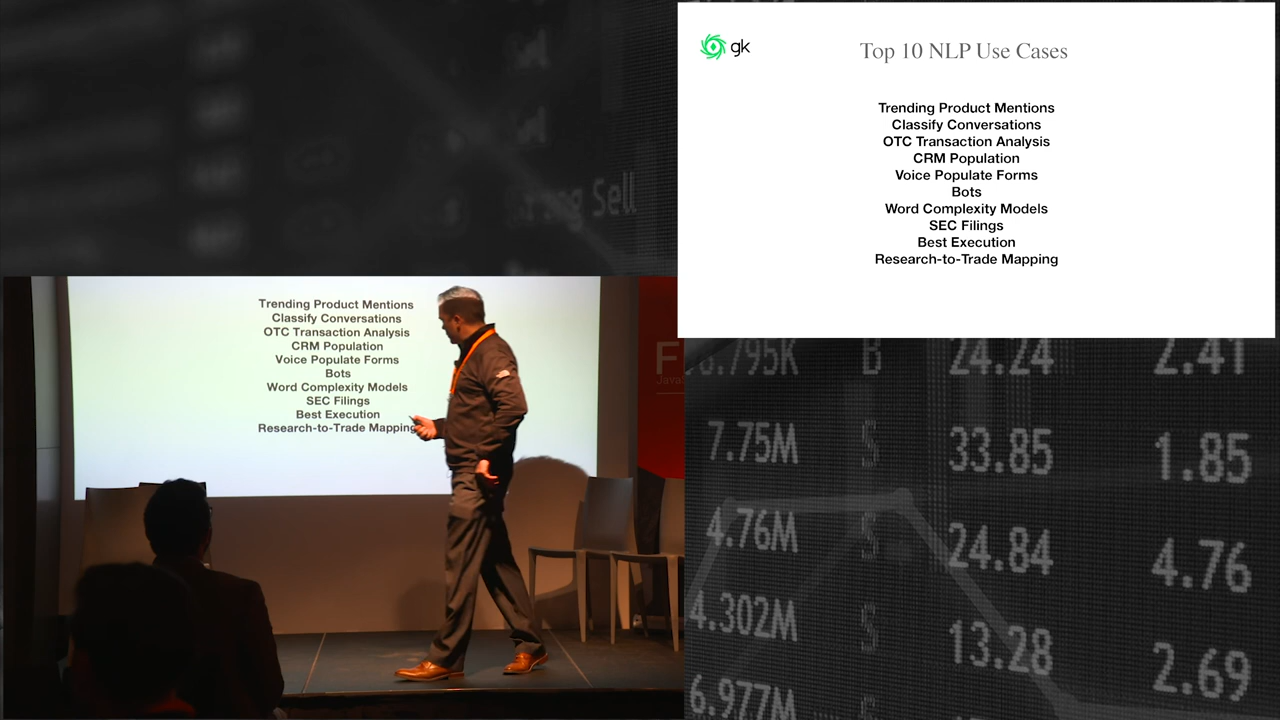 gk
Top 10 NLP Use Cases
Trending Product Mentions
Classify Conversations
OTC Transaction Analysis
CRM Population
Voice Populate Forms
Bots
Word Complexity Models
SEC Filings
Best Execution
Research-to-Trade Mapping
Sell
Trending Product Mentions
Classify Conversations
OTC Transaction Analysis
CRM Population
Voice Populate Forms
Bots
Word Complexity Models
SEC Filings
Best Execution
Research-to-Trade Mapping
F
.795K B 24.24 2.41
7.75M S 33.85 1.85
4.76M S 24.84 4.76
4.302M S 13.28 2.69
6.977M